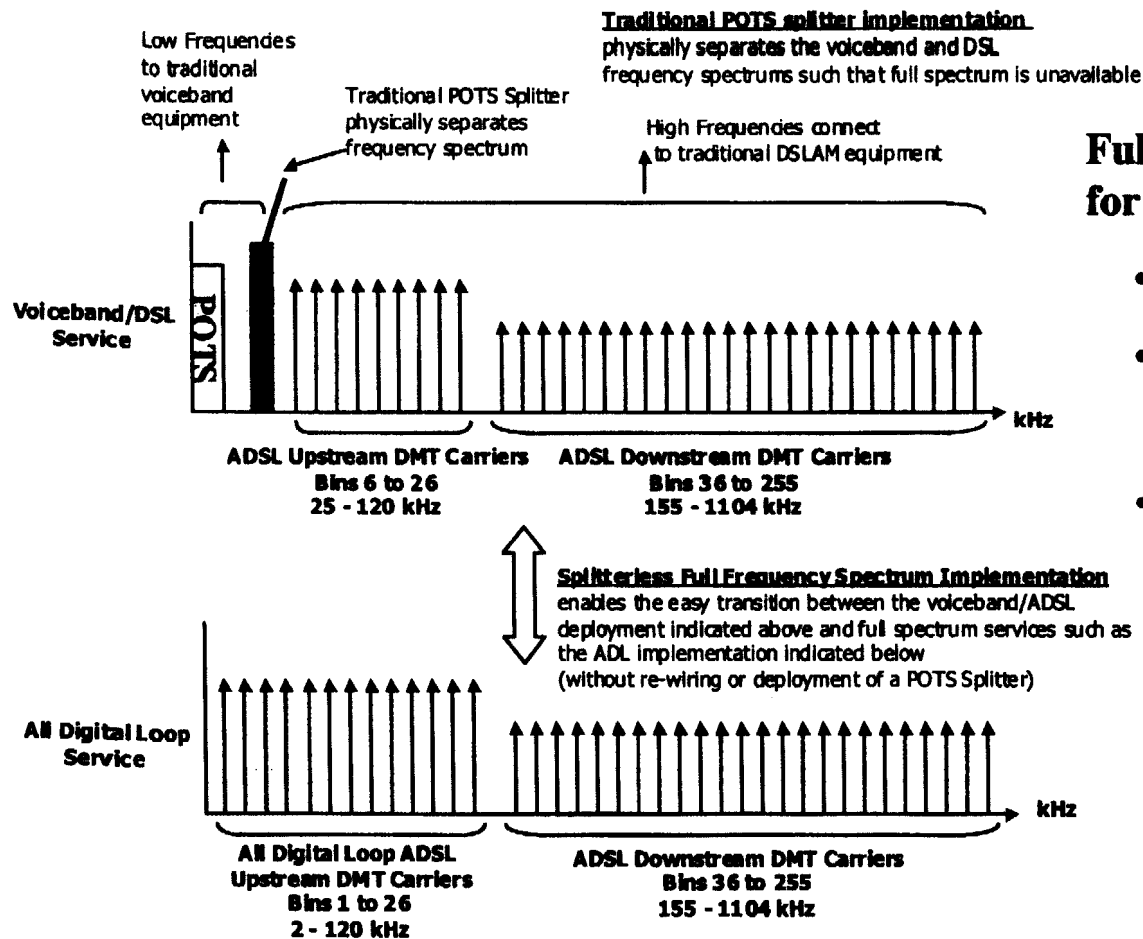 Traditional POTS splitter implementation
physically separates the voiceband and DSL
frequency spectrums such that full spectrum is unavailable
Low Frequencies
to traditional
voiceband
equipment
Traditional POTS Splitter
physically separates
frequency spectrum
High Frequencies connect
to traditional DSLAM equipment
Ful
for
•
•
•
Voiceband/DSL
Service
POTS
kHz
ADSL Upstream DMT Carriers
Bins 6 to 26
25 - 120 kHz
ADSL Downstream DMT Carriers
Bins 36 to 255
155 - 1104 kHz
Splitterless Full Frequency Spectrum Implementation
enables the easy transition between the voiceband/ADSL
deployment indicated above and full spectrum services such as
the ADL implementation indicated below
(without re-wiring or deployment of a POTS Splitter)
All Digital Loop
Service
kHz
All Digital Loop ADSL
Upstream DMT Carriers
Bins 1 to 26
2 - 120 kHz
ADSL Downstream DMT Carriers
Bins 36 to 255
155 - 1104 kHz